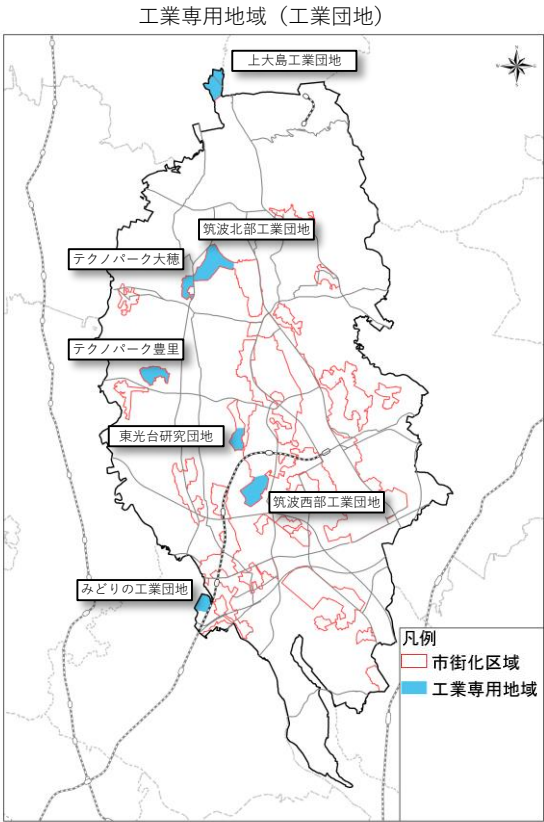 工業専用地域（工業団地）
上大島工業団地
筑波北部工業団地
テクノパーク大穂
テクノパーク豊里
東光台研究団地
筑波西部工業団地
みどりの工業団地
凡例
市街化区域
工業専用地域